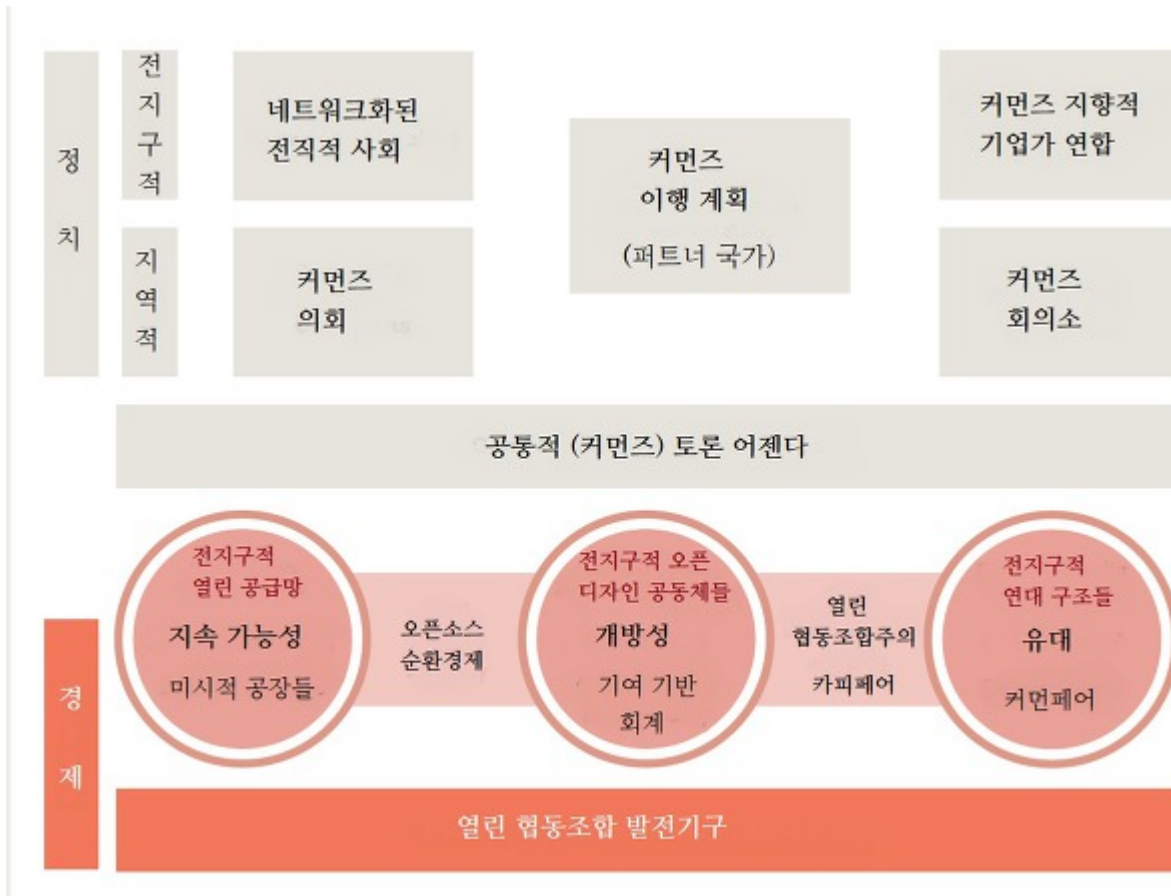 정치
전지구적
네트워크화된
전직적 사회
커먼즈 지향적
기업가 연합
커먼즈
이행 계획
(퍼트너 국가)
지역적
커먼즈
의회
커먼즈
회의소
공통적 (커먼즈) 토론 어젠다
경제
전지구적
열린 공급망
지속 가능성
미시적 공장들
오픈소스
순환경제
전지구적 오픈
디자인 공동체들
개방성
기여 기반
회계
열린
협동조합주의
카피페어
전지구적
연대 구조들
유대
커먼페어
열린 협동조합 발전기구